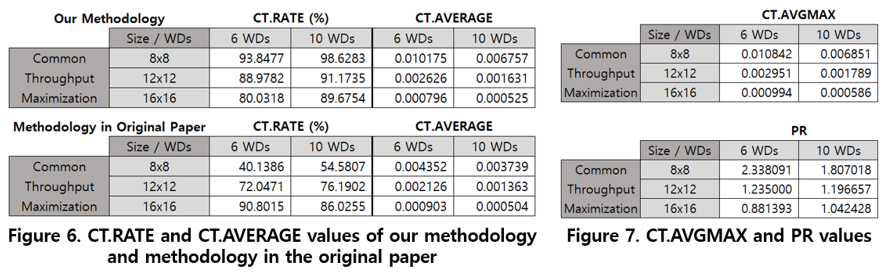 Our Methodology CT.RATE (%) CT.AVERAGE
Size / WDs 6 WDs 10 WDs 6 WDs 10 WDs
Common 8x8 93.8477 98.6283 0.010175 0.006757
Throughput 12x12 88.9782 91.1735 0.002626 0.001631
Maximization 16x16 80.0318 89.6754 0.000796 0.000525
Methodology in Original Paper CT.RATE (%) CT.AVERAGE
Size / WDs 6 WDs 10 WDs 6 WDs 10 WDs
Common 8x8 40.1386 54.5807 0.004352 0.003739
Throughput 12x12 72.0471 76.1902 0.002126 0.001363
Maximization 16x16 90.8015 86.0255 0.000903 0.000504
Figure 6. CT.RATE and CT.AVERAGE values of our methodology
and methodology in the original paper
CT.AVGMAX
Size / WDs 6 WDs 10 WDs
Common 8x8 0.010842 0.006851
Throughput 12x12 0.002951 0.001789
Maximization 16x16 0.000994 0.000586
PR
Size / WDs 6 WDs 10 WDs
Common 8x8 2.338091 1.807018
Throughput 12x12 1.235000 1.196657
Maximization 16x16 0.881393 1.042428
Figure 7. CT.AVGMAX and PR values